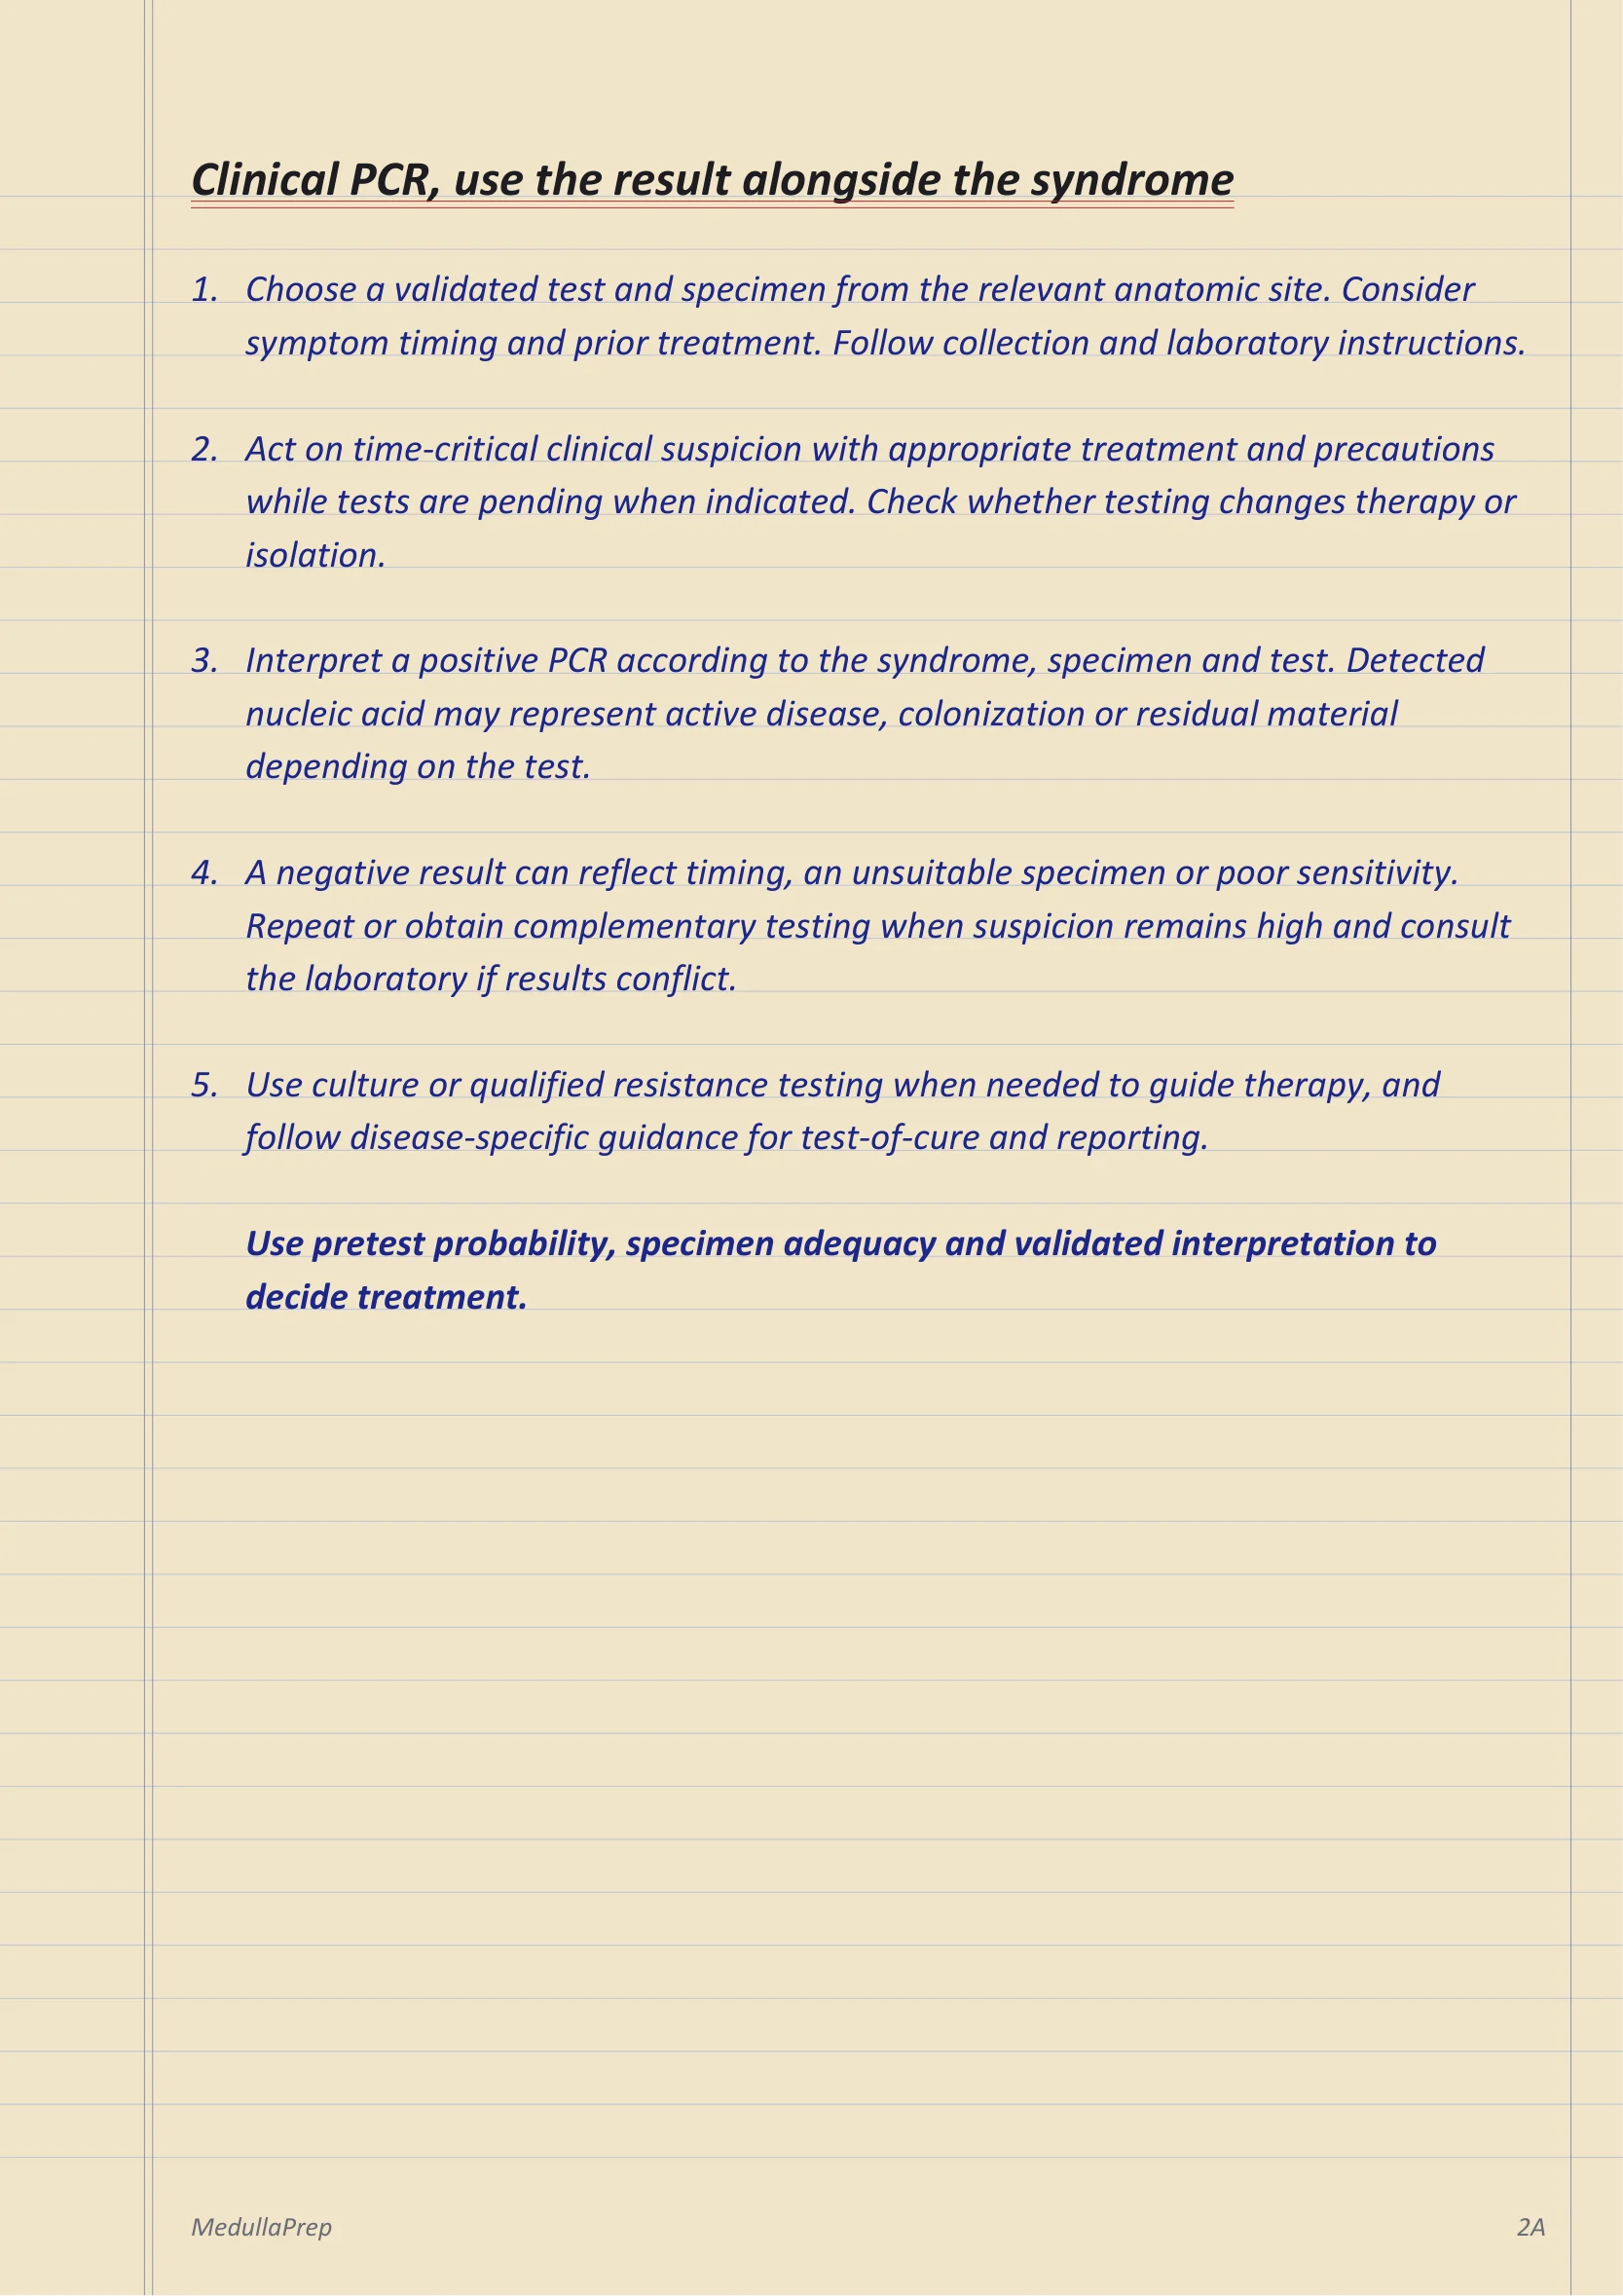 Clinical PCR, use the result alongside the syndrome
1. Choose a validated test and specimen from the relevant anatomic site. Consider
symptom timing and prior treatment. Follow collection and laboratory instructions.
2. Act on time-critical clinical suspicion with appropriate treatment and precautions
while tests are pending when indicated. Check whether testing changes therapy or
isolation.
3. Interpret a positive PCR according to the syndrome, specimen and test. Detected
nucleic acid may represent active disease, colonization or residual material
depending on the test.
4. A negative result can reflect timing, an unsuitable specimen or poor sensitivity.
Repeat or obtain complementary testing when suspicion remains high and consult
the laboratory if results conflict.
5. Use culture or qualified resistance testing when needed to guide therapy, and
follow disease-specific guidance for test-of-cure and reporting.
Use pretest probability, specimen adequacy and validated interpretation to
decide treatment.
MedullaPrep
2A